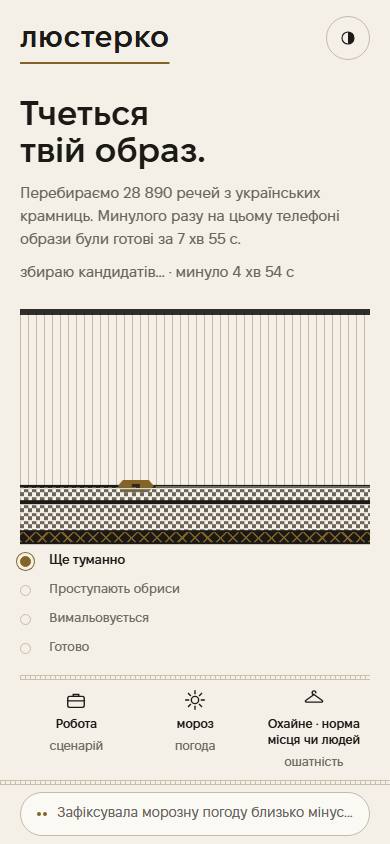 люстерко
Тчеться
твій образ.
Перебираємо 28 890 речей з українських
крамниць. Минулого разу на цьому телефоні
образи були готові за 7 хв 55 с.
збираю кандидатів... · минуло 4 хв 54 с
Ще туманно
Проступають обриси
Вимальовується
Готово
Робота
сценарій
мороз
погода
Охайне · норма
місця чи людей
ошатність
Зафіксувала морозну погоду близько мінус...